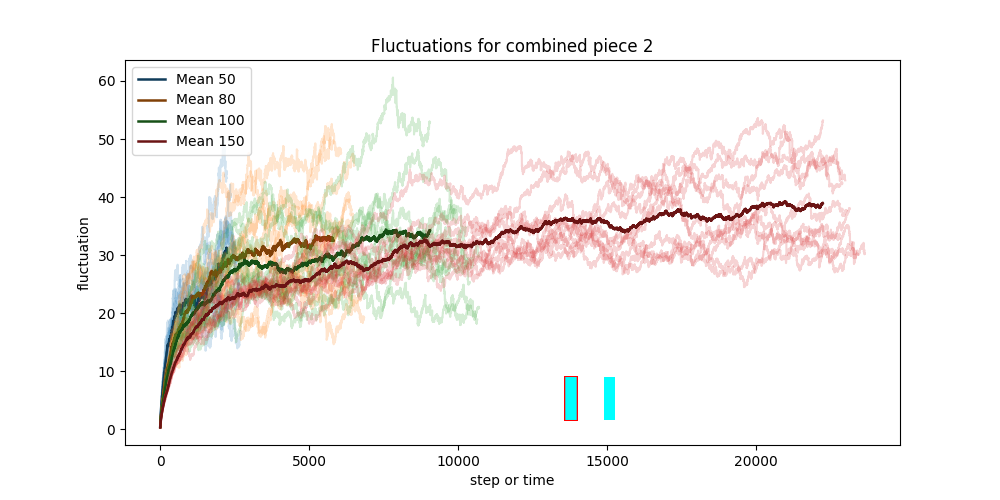 Fluctuations for combined piece 2
Mean 50
Mean 80
Mean 100
Mean 150
fluctuation
60
50
40
30
20
10
0
0 5000 10000 15000 20000
step or time